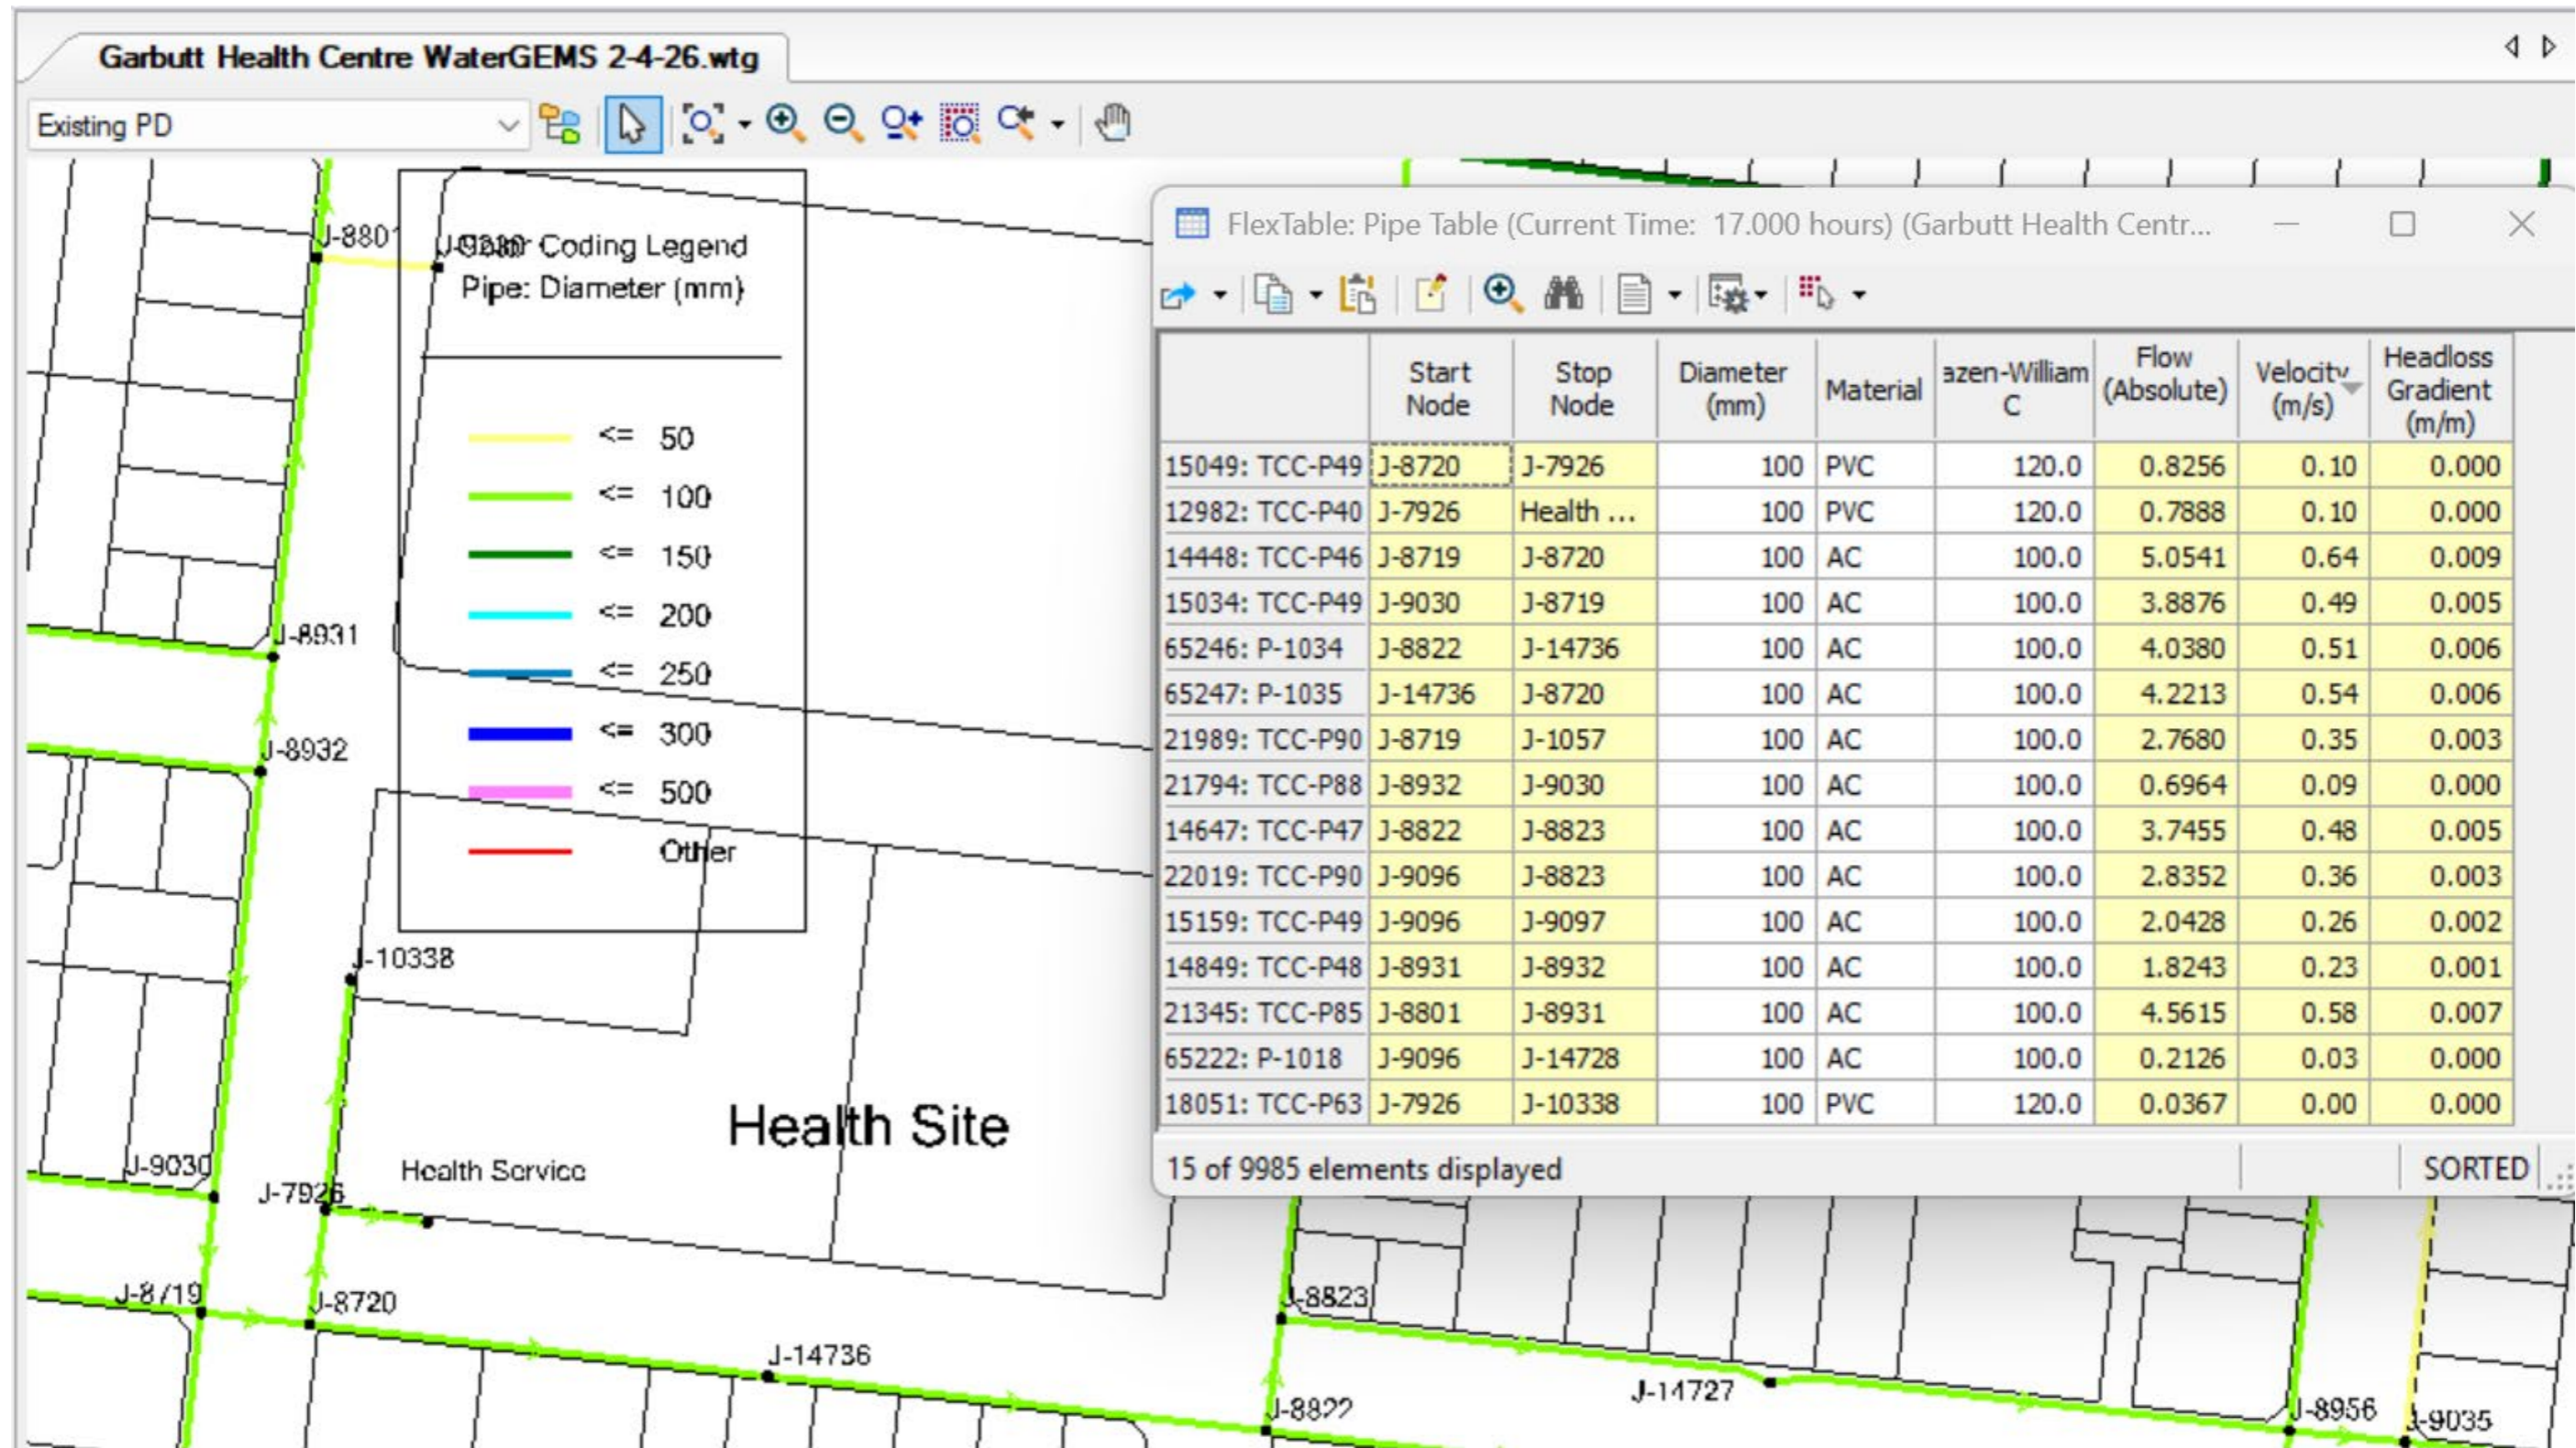 Garbutt Health Centre WaterGEMS 2-4-26.wtg
Existing PD
J-880
Coding Legend
Pipe: Diameter (mm)
<= 50
<= 100
<= 150
<= 200
<= 250
<= 300
<= 500
Other
J-8931
J-8932
J-10338
Health Site
Health Service
J-9030
J-7926
J-8719
J-8720
J-14736
J-8823
J-8822
J-14727
J-8956
J-9035
FlexTable: Pipe Table (Current Time: 17.000 hours) (Garbutt Health Centr...
Start Node Stop Node Diameter (mm) Material azen-William C Flow (Absolute) Velocity (m/s) Headloss Gradient (m/m)
15049: TCC-P49 J-8720 J-7926 100 PVC 120.0 0.8256 0.10 0.000
12982: TCC-P40 J-7926 Health ... 100 PVC 120.0 0.7888 0.10 0.000
14448: TCC-P46 J-8719 J-8720 100 AC 100.0 5.0541 0.64 0.009
15034: TCC-P49 J-9030 J-8719 100 AC 100.0 3.8876 0.49 0.005
65246: P-1034 J-8822 J-14736 100 AC 100.0 4.0380 0.51 0.006
65247: P-1035 J-14736 J-8720 100 AC 100.0 4.2213 0.54 0.006
21989: TCC-P90 J-8719 J-1057 100 AC 100.0 2.7680 0.35 0.003
21794: TCC-P88 J-8932 J-9030 100 AC 100.0 0.6964 0.09 0.000
14647: TCC-P47 J-8822 J-8823 100 AC 100.0 3.7455 0.48 0.005
22019: TCC-P90 J-9096 J-8823 100 AC 100.0 2.8352 0.36 0.003
15159: TCC-P49 J-9096 J-9097 100 AC 100.0 2.0428 0.26 0.002
14849: TCC-P48 J-8931 J-8932 100 AC 100.0 1.8243 0.23 0.001
21345: TCC-P85 J-8801 J-8931 100 AC 100.0 4.5615 0.58 0.007
65222: P-1018 J-9096 J-14728 100 AC 100.0 0.2126 0.03 0.000
18051: TCC-P63 J-7926 J-10338 100 PVC 120.0 0.0367 0.00 0.000
15 of 9985 elements displayed
SORTED